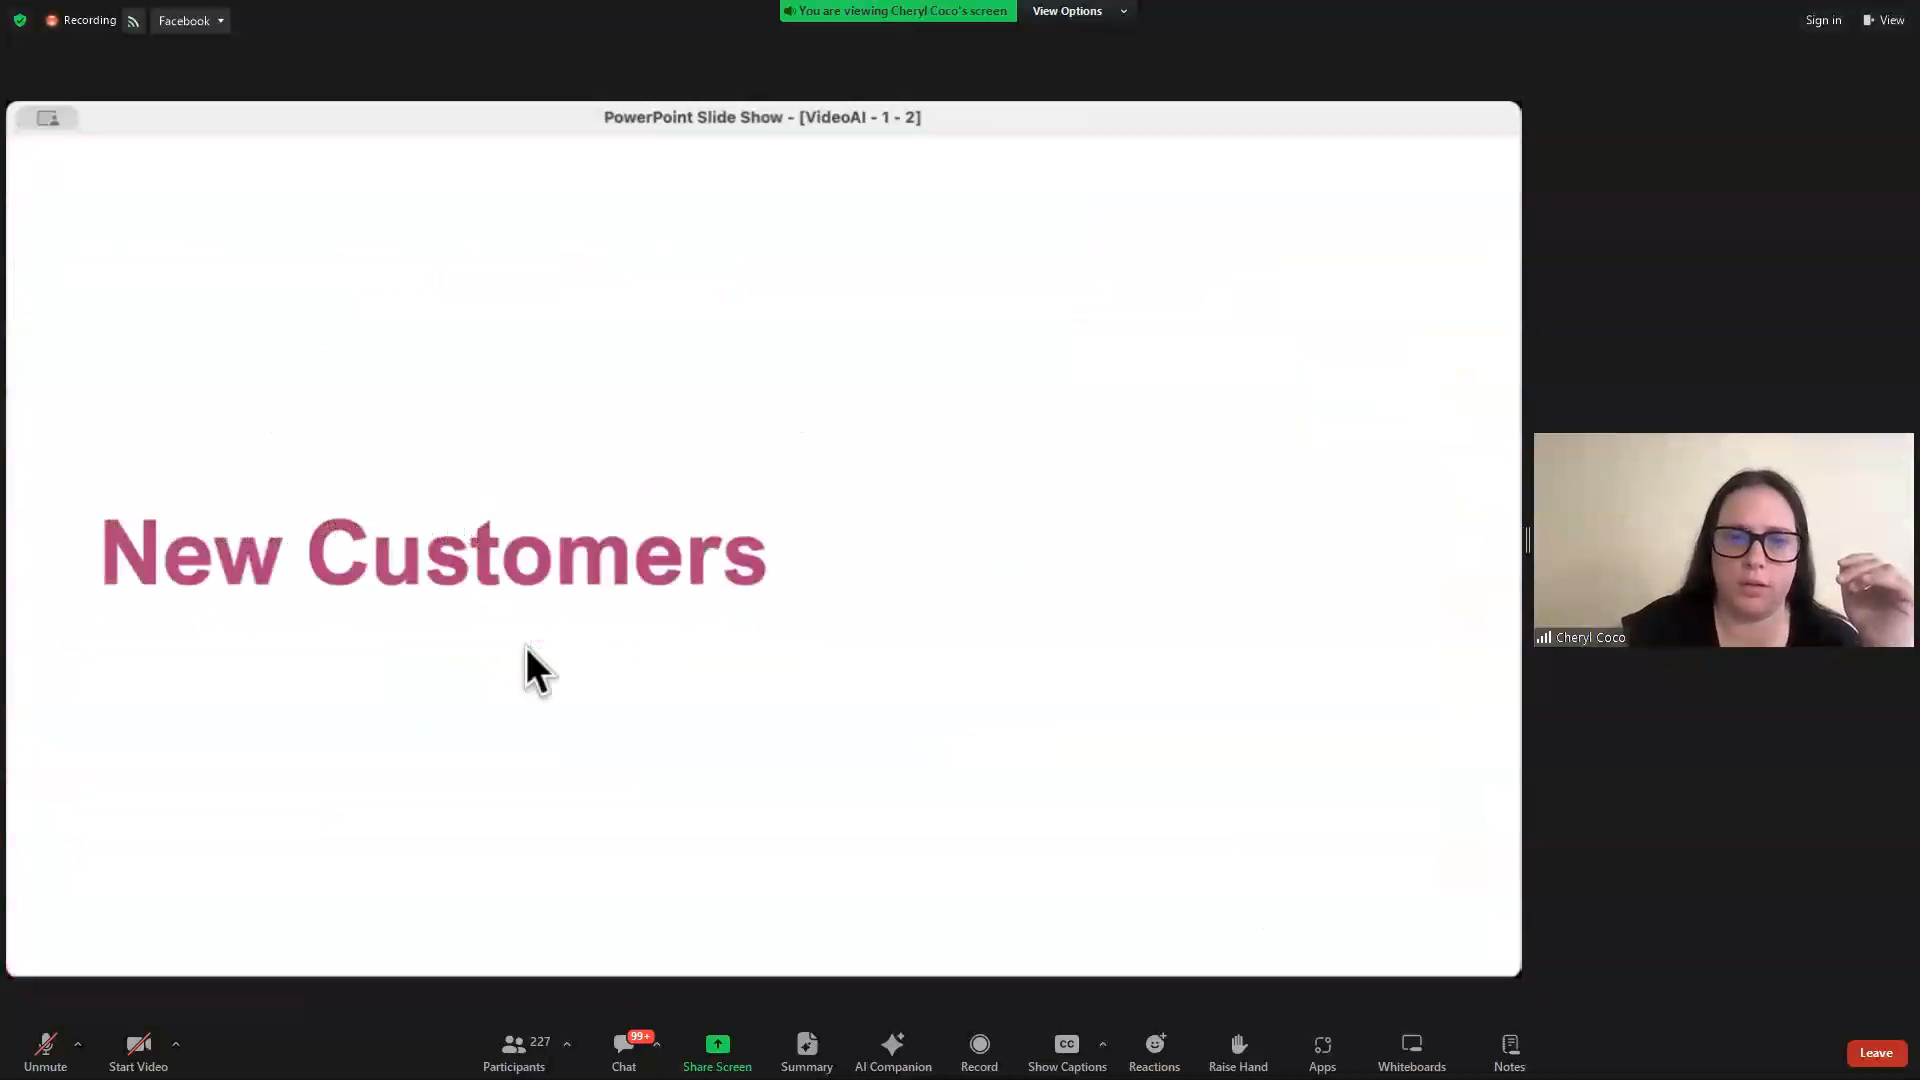 Recording
Facebook
You are viewing Cheryl Coco's screen
View Options
Sign in
View
PowerPoint Slide Show - [VideoAI - 1 - 2]
New Customers
Cheryl Coco
Unmute
Start Video
227
Participants
99+
Chat
Share Screen
Summary
AI Companion
Record
CC
Show Captions
Reactions
Raise Hand
Apps
Whiteboards
Notes
Leave